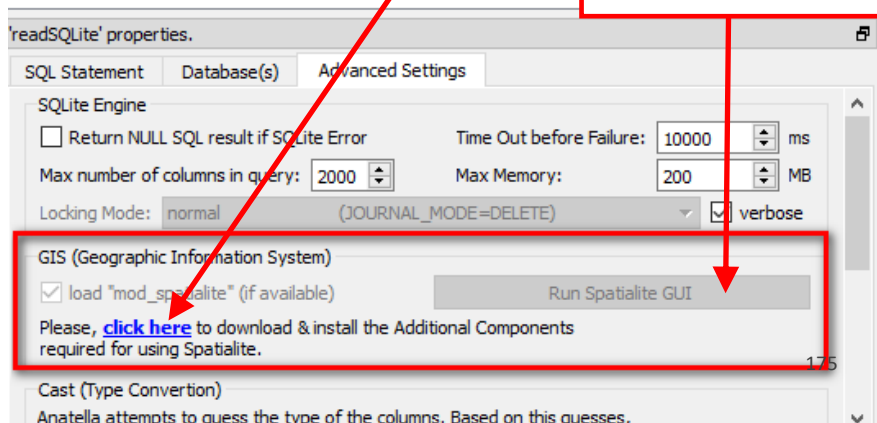 'readSQLite' properties.
SQL Statement Database(s) Advanced Settings
SQLite Engine
Return NULL SQL result if SQLite Error Time Out before Failure: 10000 ms
Max number of columns in query: 2000 Max Memory: 200 MB
Locking Mode: normal (JOURNAL_MODE=DELETE) verbose
GIS (Geographic Information System)
load "mod_spatialite" (if available) Run Spatialite GUI
Please, click here to download & install the Additional Components
required for using Spatialite.
175
Cast (Type Convertion)
Anatella attempts to guess the type of the columns. Based on this guesses,